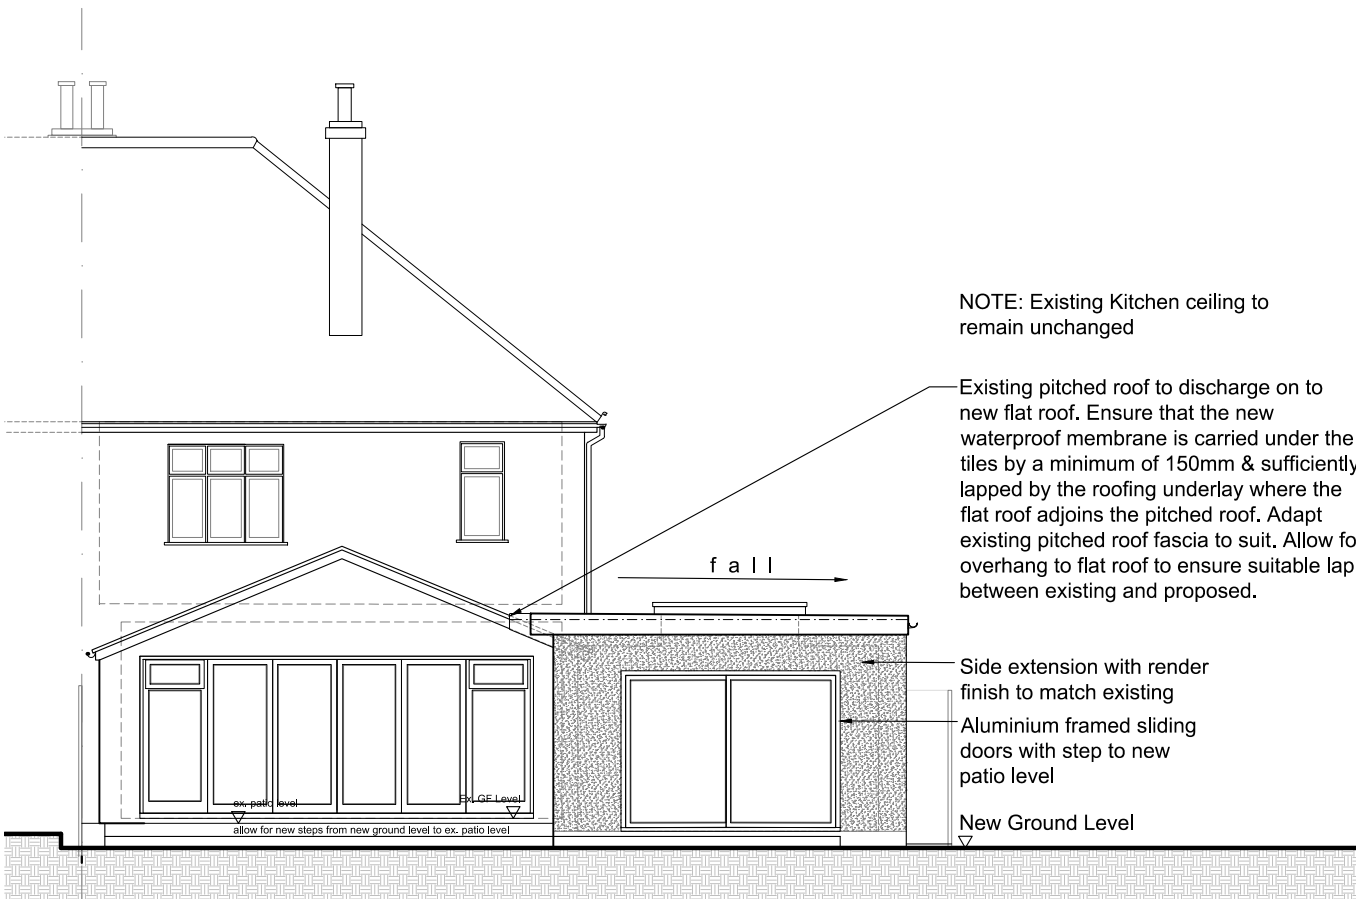 NOTE: Existing Kitchen ceiling to
remain unchanged
Existing pitched roof to discharge on to
new flat roof. Ensure that the new
waterproof membrane is carried under the
tiles by a minimum of 150mm & sufficiently
lapped by the roofing underlay where the
flat roof adjoins the pitched roof. Adapt
existing pitched roof fascia to suit. Allow fo
overhang to flat roof to ensure suitable lap
between existing and proposed.
fall
Side extension with render
finish to match existing
Aluminium framed sliding
doors with step to new
patio level
New Ground Level
ex. patio level
Ex. GF Level
allow for new steps from new ground level to ex. patio level